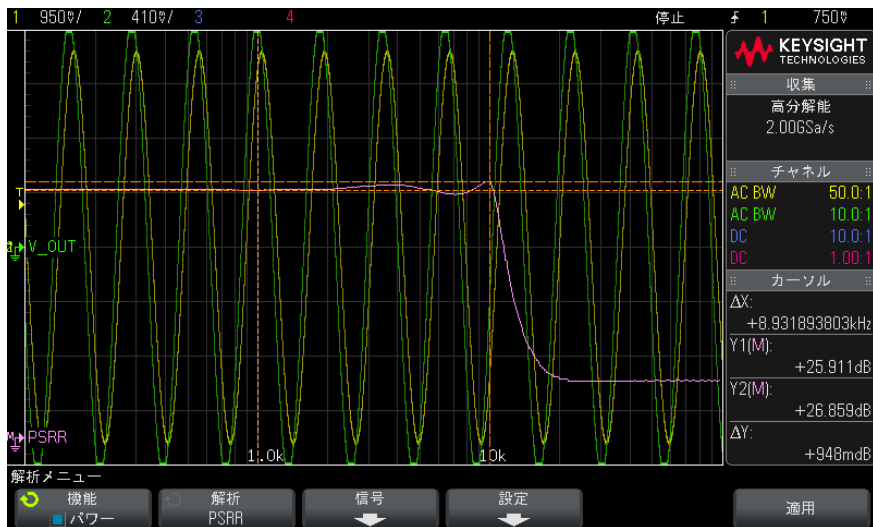 1 950▿/ 2 410▿/ 3 4 停止 1 750▿
KEYSIGHT
TECHNOLOGIES
収集
高分解能
2.00GSa/s
チャネル
AC BW 50.0:1
AC BW 10.0:1
DC 10.0:1
DC 1.00:1
カーソル
ΔX:
+8.931893803kHz
Y1(M):
+25.911dB
Y2(M):
+26.859dB
ΔY:
+948mdB
T
V_OUT
M PSRR
1.0k 10k
解析メニュー
機能 解析 信号 設定 適用
パワー PSRR